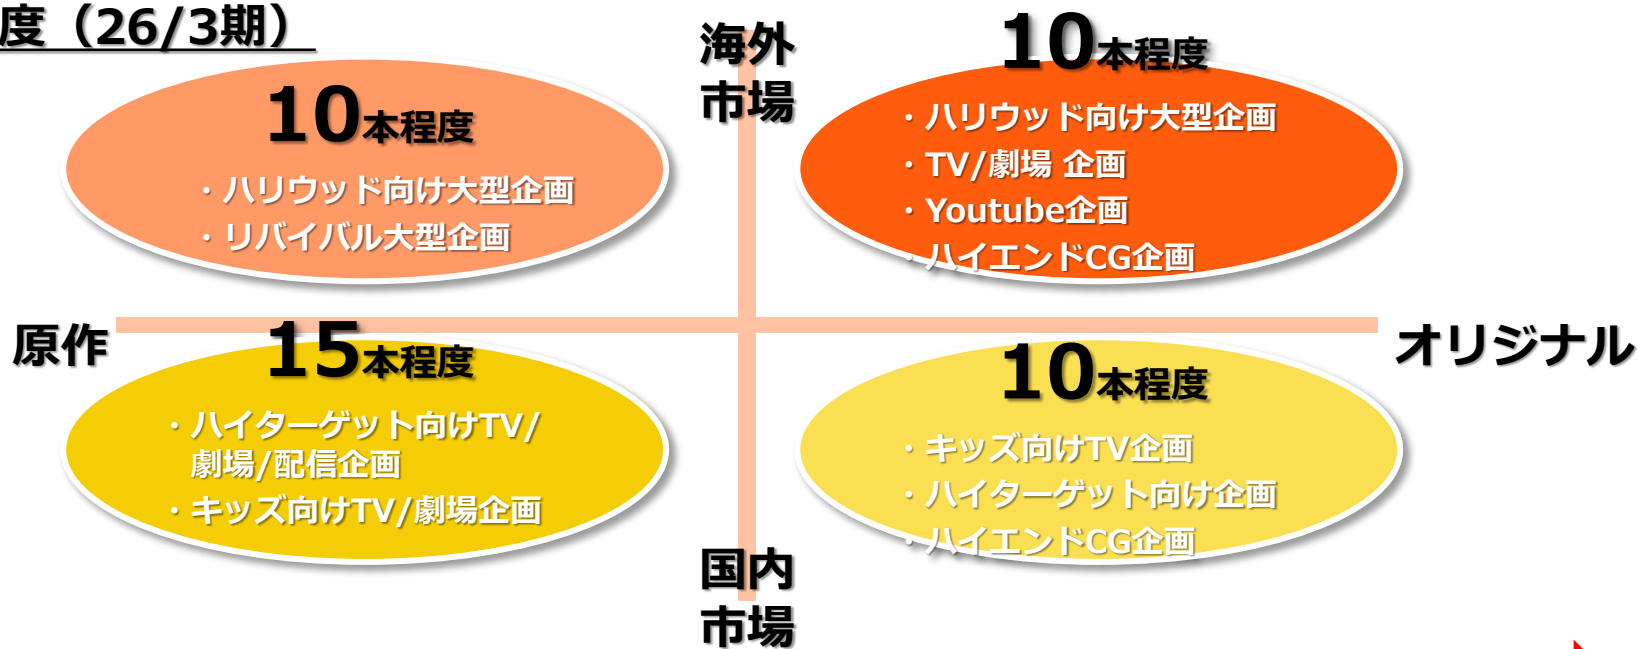 度（26/3期）
海外
市場
10本程度
・ハリウッド向け大型企画
・リバイバル大型企画
10本程度
・ハリウッド向け大型企画
・TV/劇場 企画
・Youtube企画
・ハイエンドCG企画
原作
オリジナル
15本程度
・ハイターゲット向けTV/
劇場/配信企画
・キッズ向けTV/劇場企画
10本程度
・キッズ向けTV企画
・ハイターゲット向け企画
・ハイエンドCG企画
国内
市場